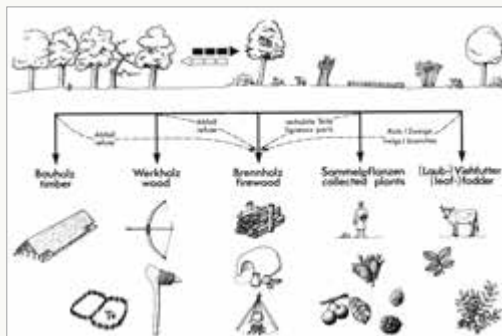 Abfall
refuse
Abfall
refuse
verholzte Teile
ligneous parts
Äste / Zweige
twigs / branches
Bauholz
timber
Werkholz
wood
Brennholz
firewood
Sammelpflanzen
collected plants
(Laub-) Viehfutter
(leaf-) fodder